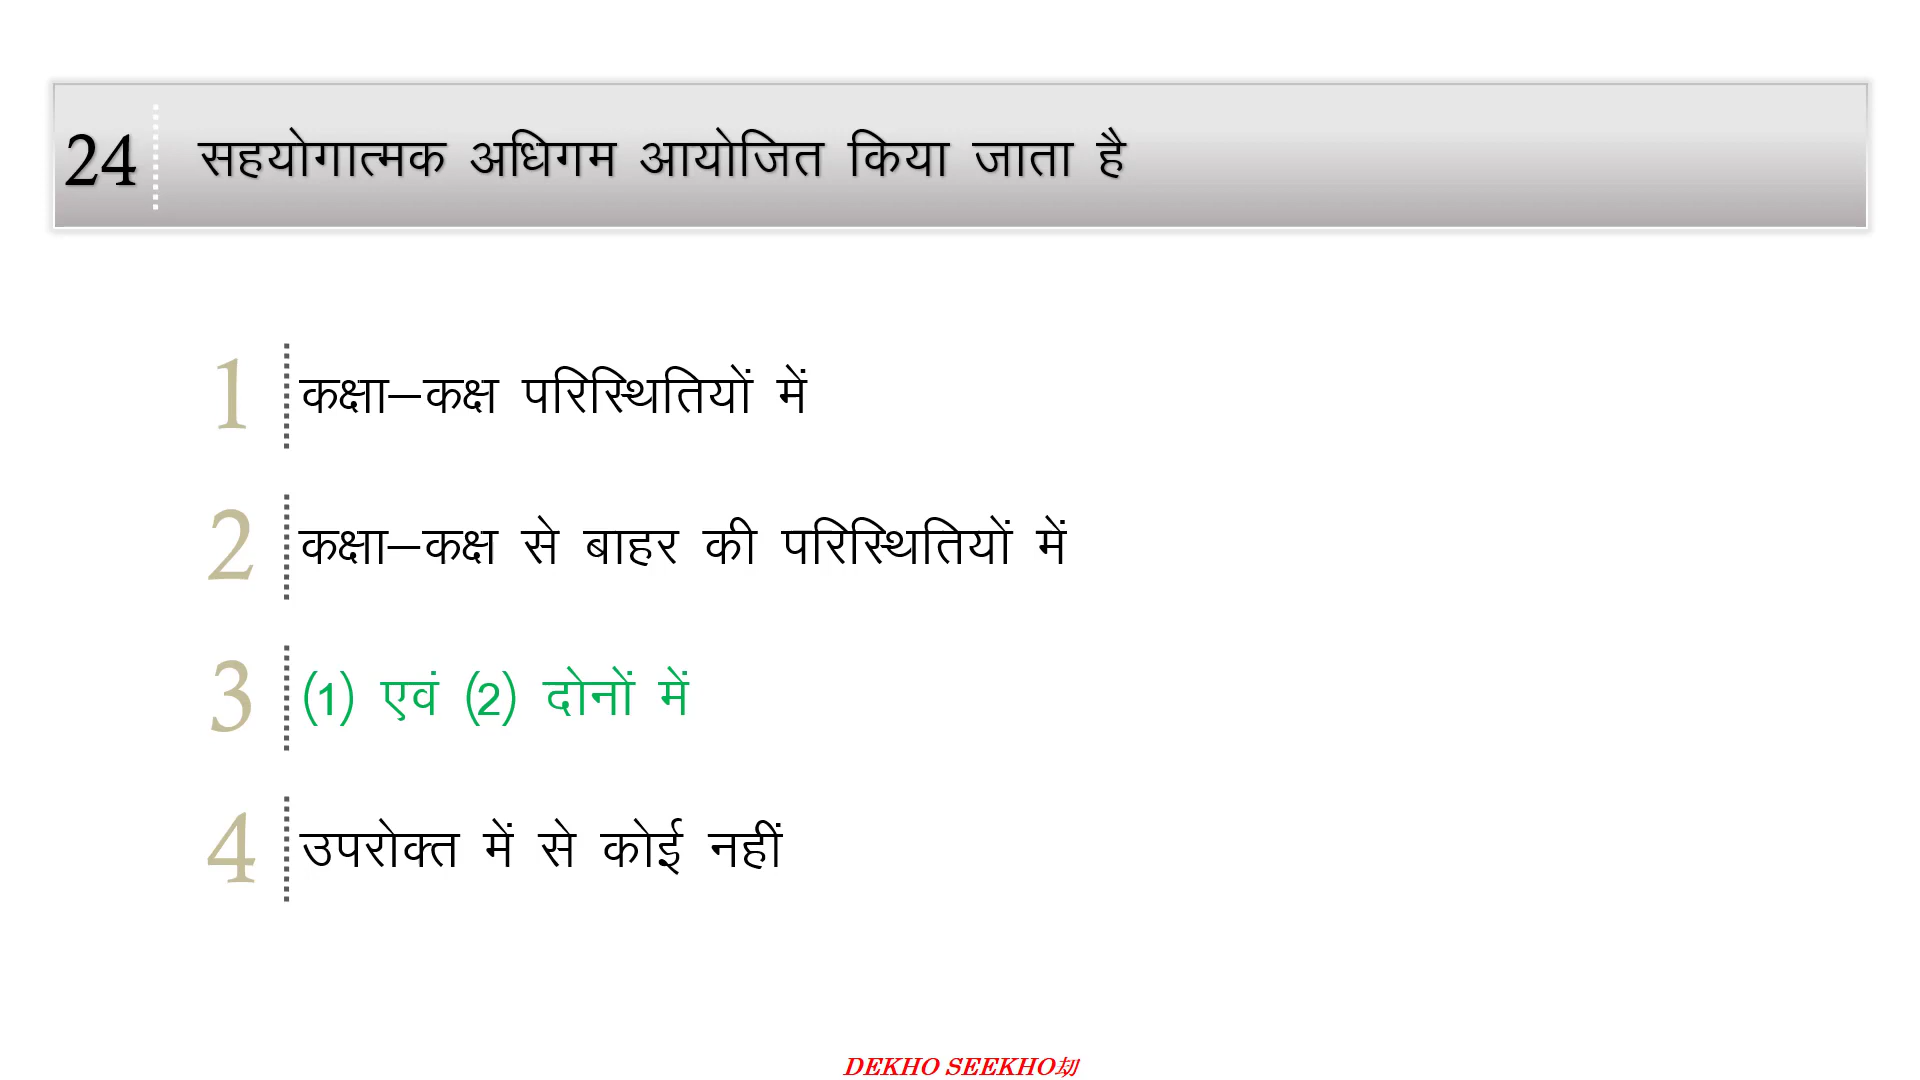 24 सहयोगात्मक अधिगम आयोजित किया जाता है
1 कक्षा–कक्ष परिस्थितियों में
2 कक्षा–कक्ष से बाहर की परिस्थितियों में
3 (1) एवं (2) दोनों में
4 उपरोक्त में से कोई नहीं
DEKHO SEEKHO